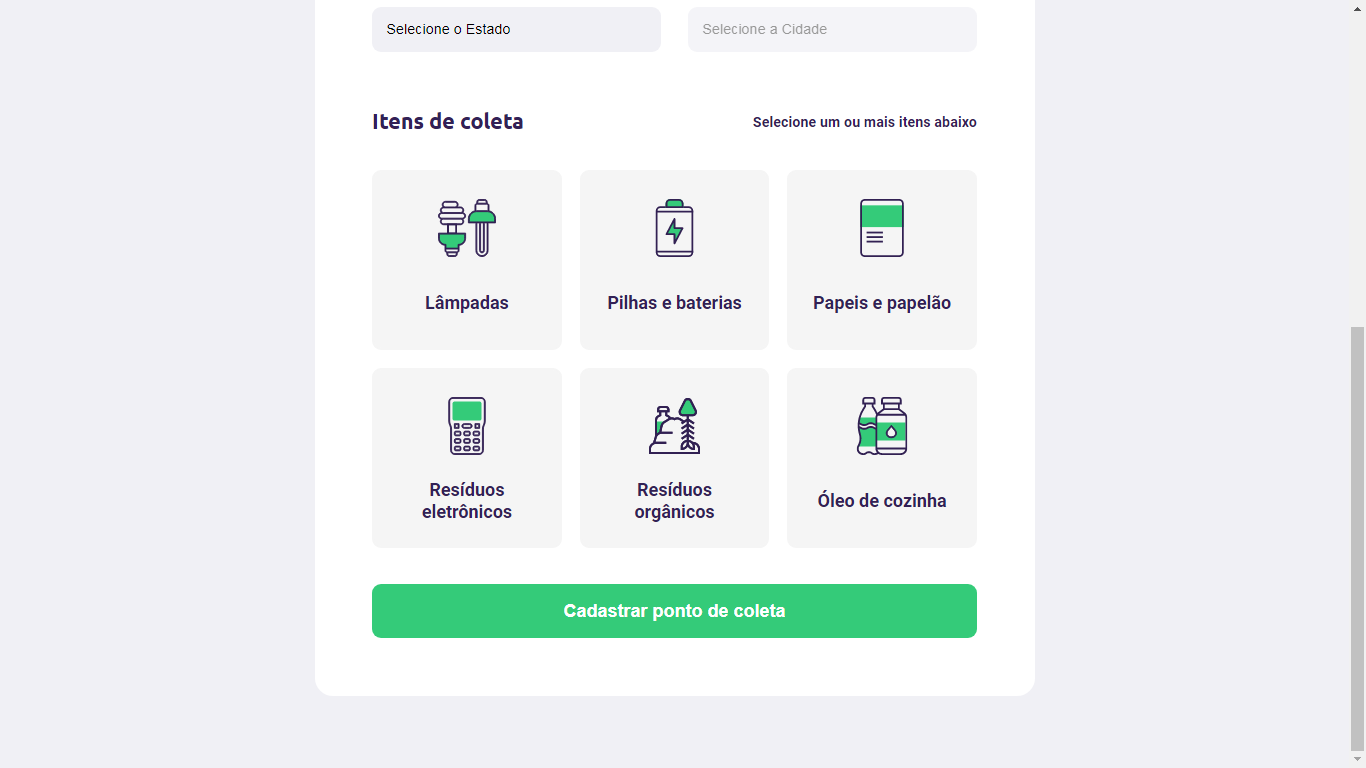 Selecione o Estado
Selecione a Cidade
Itens de coleta
Selecione um ou mais itens abaixo
Lâmpadas
Pilhas e baterias
Papeis e papelão
Resíduos
eletrônicos
Resíduos
orgânicos
Óleo de cozinha
Cadastrar ponto de coleta